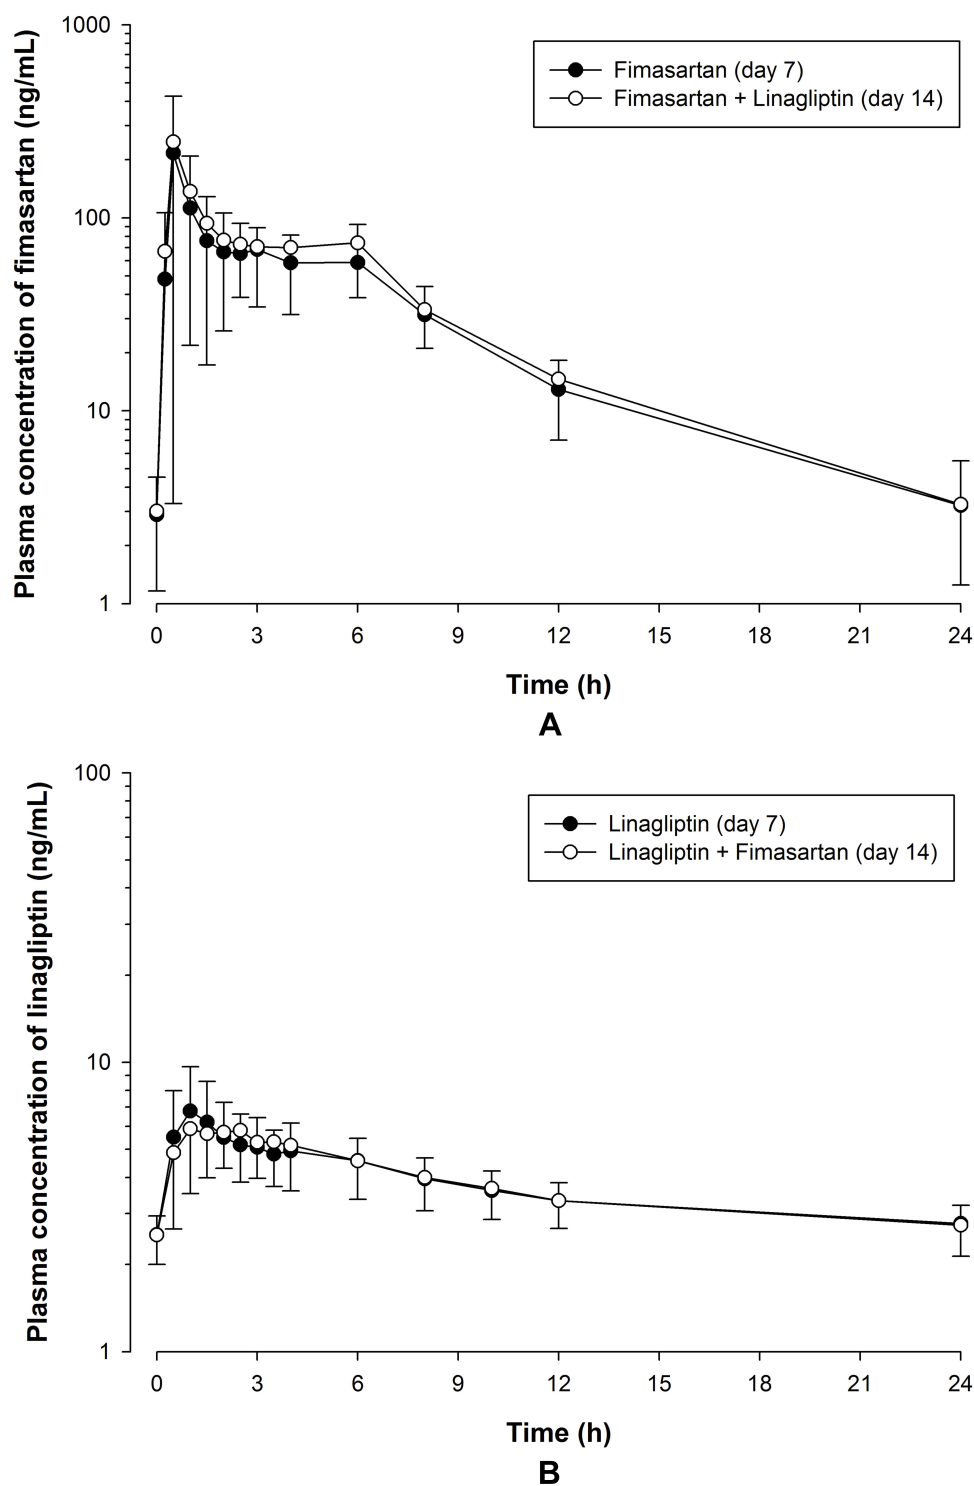 Plasma concentration of fimasartan (ng/mL)
1000
100
10
1
Fimasartan (day 7)
Fimasartan + Linagliptin (day 14)
0 3 6 9 12 15 18 21 24
Time (h)
A
Plasma concentration of linagliptin (ng/mL)
100
10
1
Linagliptin (day 7)
Linagliptin + Fimasartan (day 14)
0 3 6 9 12 15 18 21 24
Time (h)
B